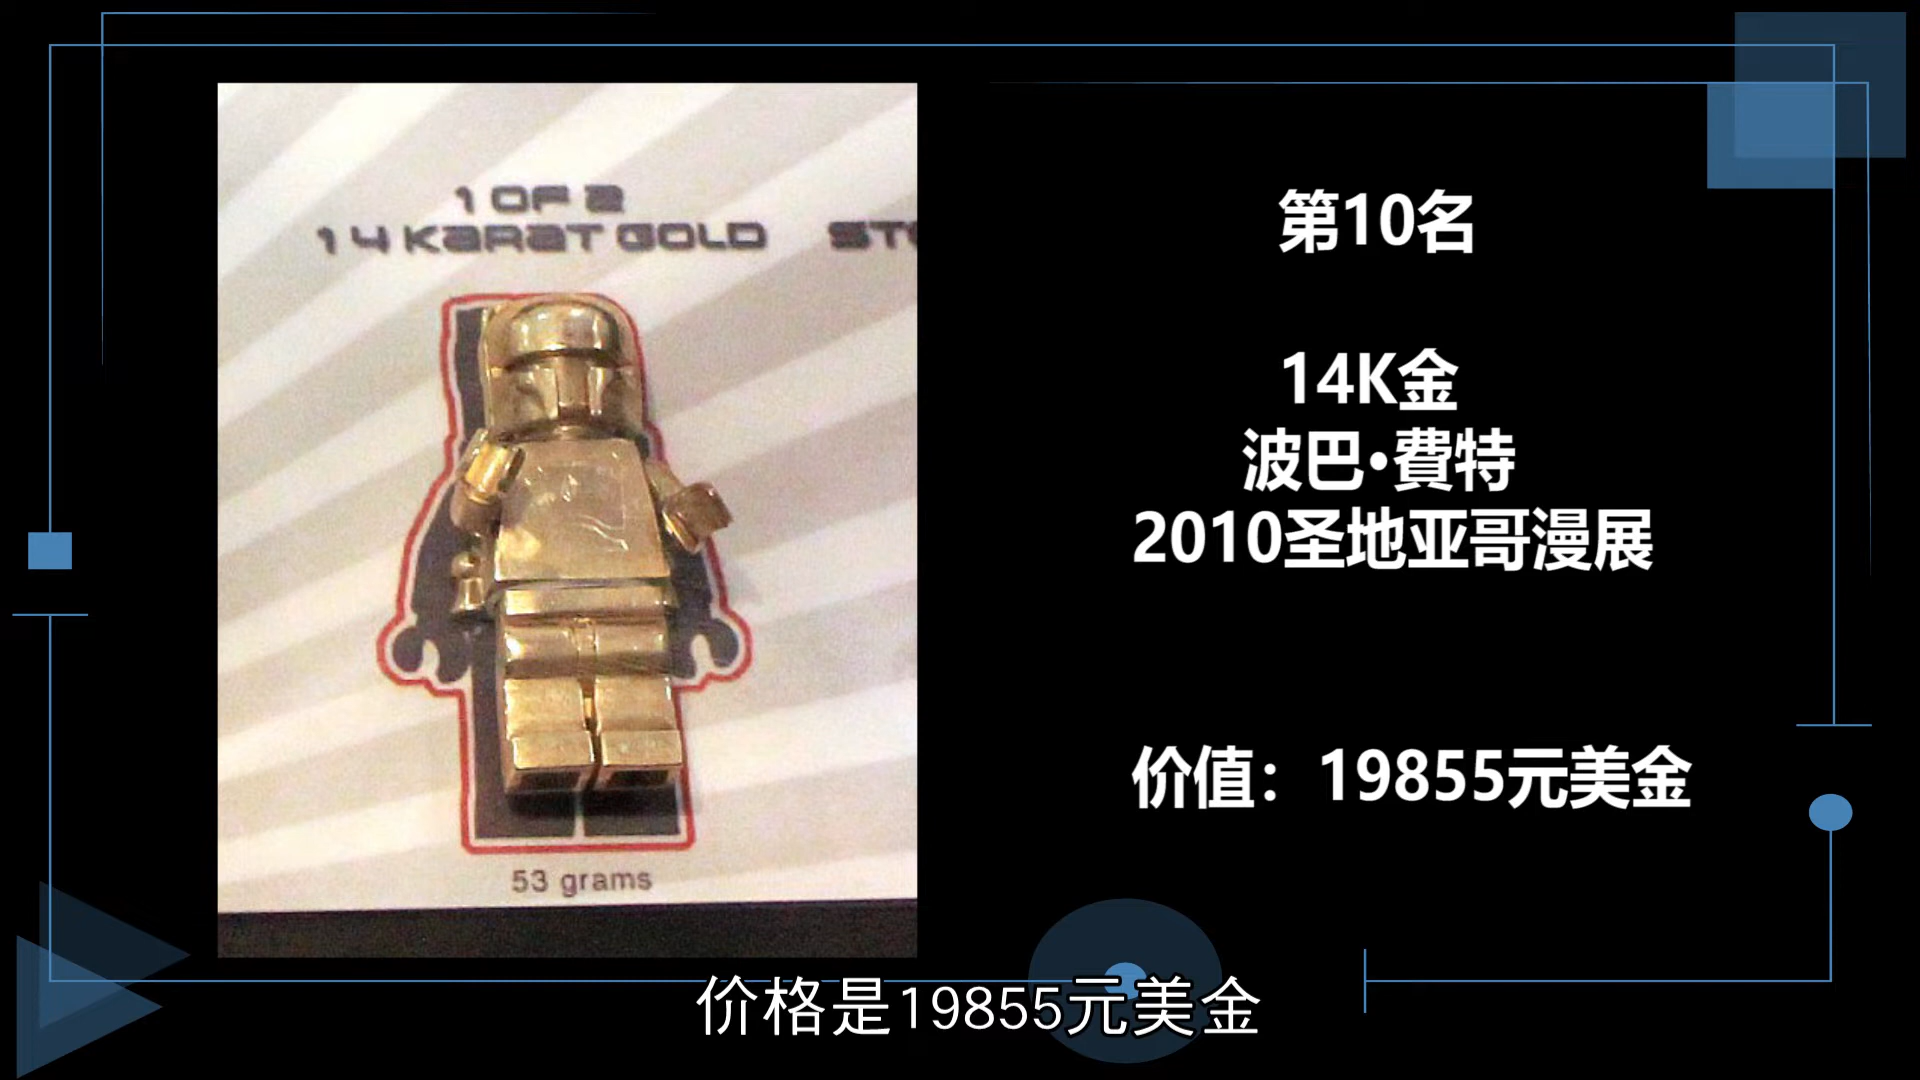 1 OF 2
14 KARAT GOLD
53 grams
第10名
14K金
波巴•費特
2010圣地亚哥漫展
价值：19855元美金
价格是19855元美金